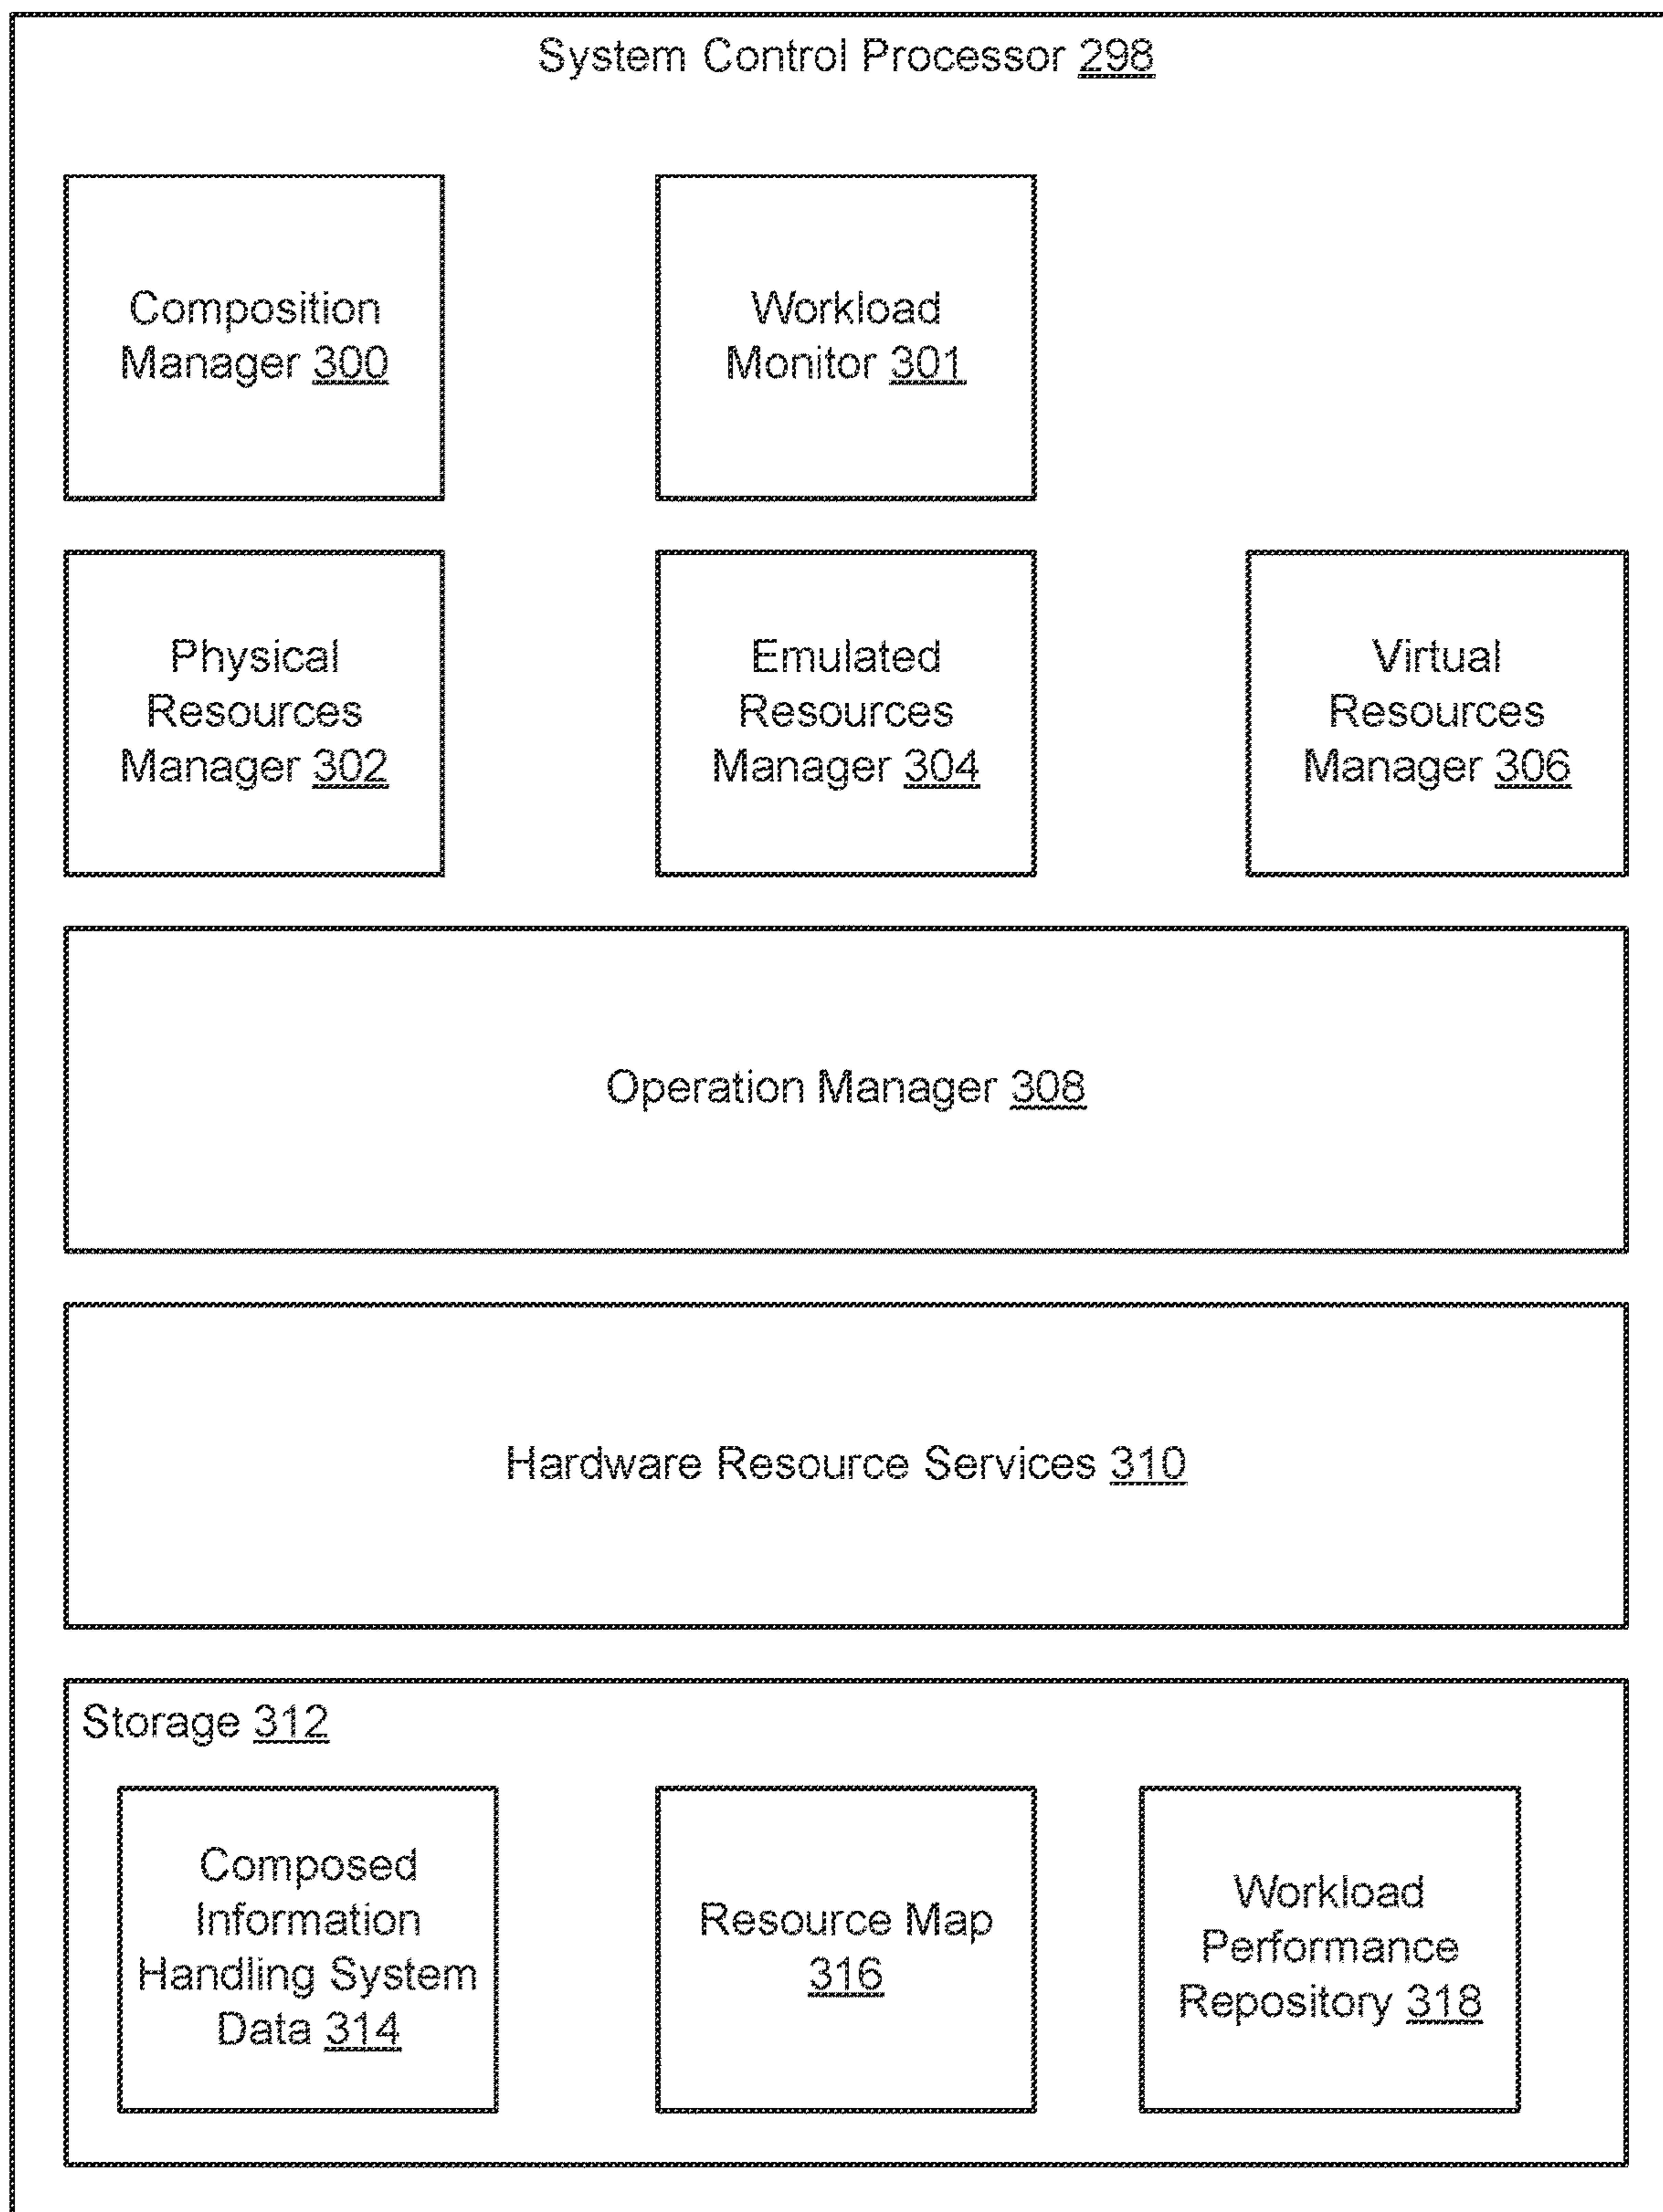 System Control Processor 298
Composition
Manager 300
Workload
Monitor 301
Physical
Resources
Manager 302
Emulated
Resources
Manager 304
Virtual
Resources
Manager 306
Operation Manager 308
Hardware Resource Services 310
Storage 312
Composed
Information
Handling System
Data 314
Resource Map
316
Workload
Performance
Repository 318